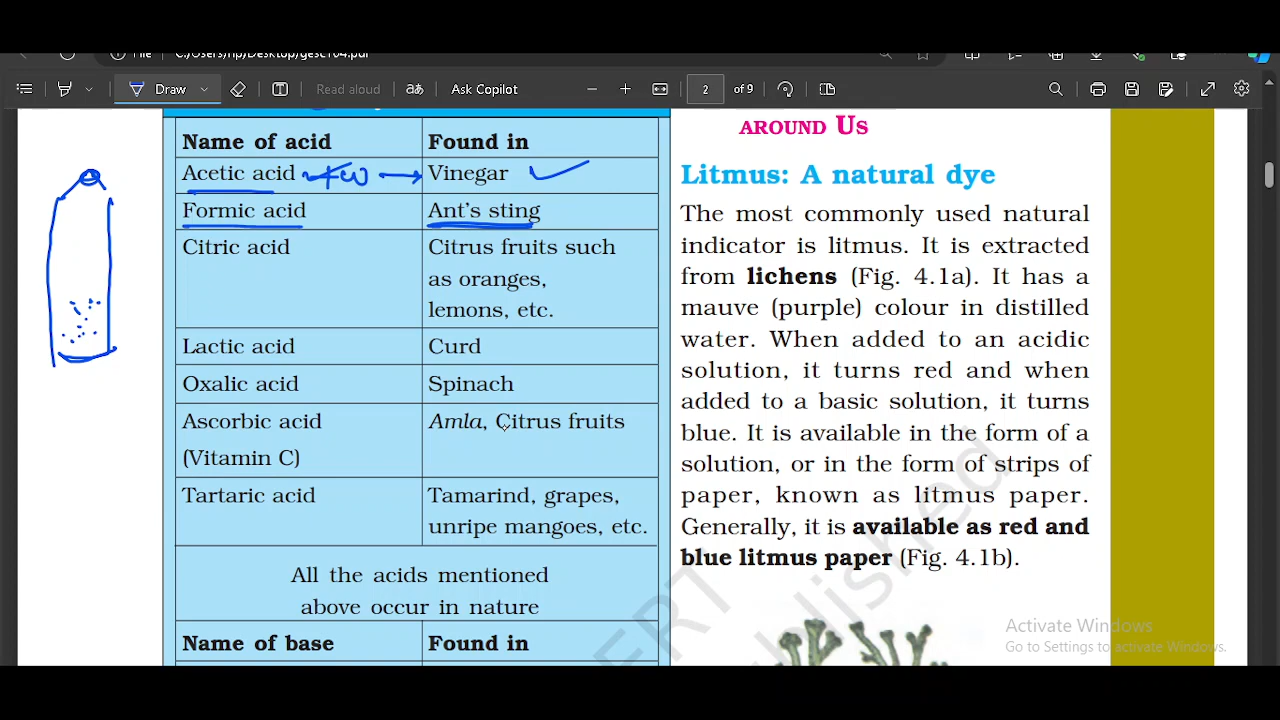 File
C:/Users/hp/Desktop/gesc104.pdf
Draw
Read aloud
Ask Copilot
2
of 9
Name of acid Found in
Acetic acid Vinegar
Formic acid Ant's sting
Citric acid Citrus fruits such
as oranges,
lemons, etc.
Lactic acid Curd
Oxalic acid Spinach
Ascorbic acid Amla, Citrus fruits
(Vitamin C)
Tartaric acid Tamarind, grapes,
unripe mangoes, etc.
All the acids mentioned
above occur in nature
Name of base Found in
AROUND US
Litmus: A natural dye
The most commonly used natural
indicator is litmus. It is extracted
from lichens (Fig. 4.1a). It has a
mauve (purple) colour in distilled
water. When added to an acidic
solution, it turns red and when
added to a basic solution, it turns
blue. It is available in the form of a
solution, or in the form of strips of
paper, known as litmus paper.
Generally, it is available as red and
blue litmus paper (Fig. 4.1b).
Activate Windows
Go to Settings to activate Windows.